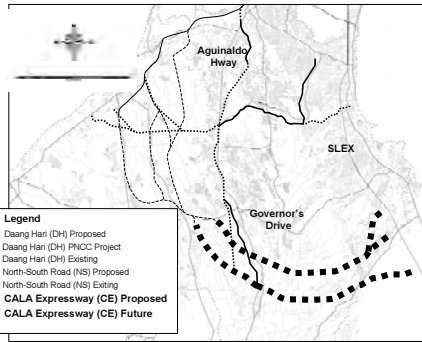 Aguinaldo
Hway
SLEX
Governor's
Drive
Legend
Daang Hari (DH) Proposed
Daang Hari (DH) PNCC Project
Daang Hari (DH) Existing
North-South Road (NS) Proposed
North-South Road (NS) Exiting
CALA Expressway (CE) Proposed
CALA Expressway (CE) Future